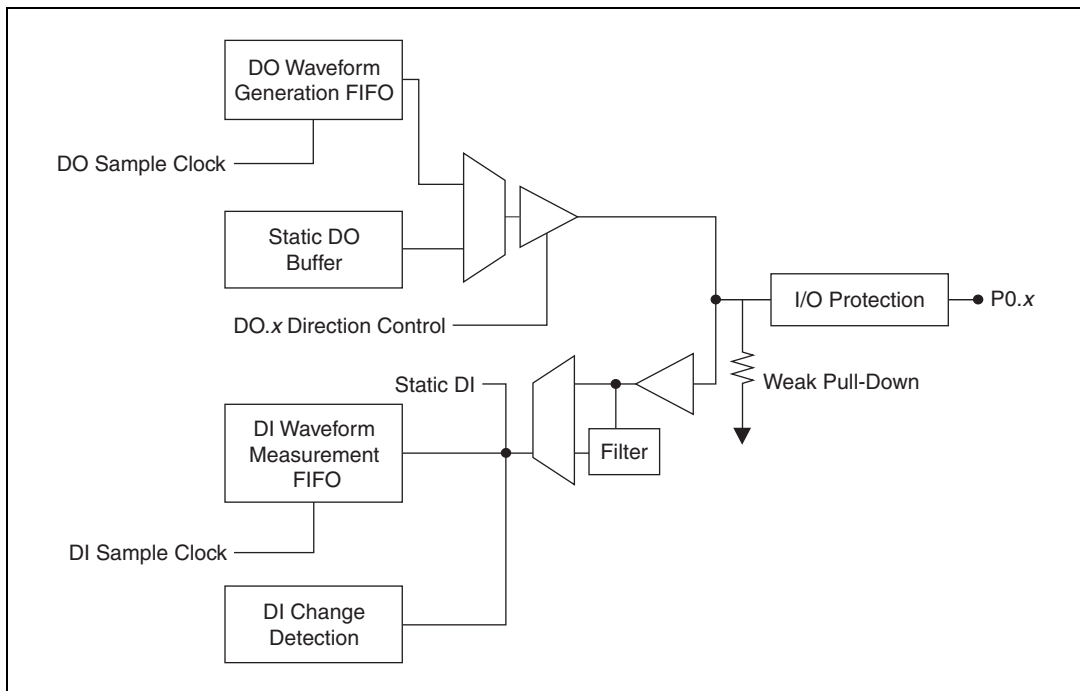 DO Waveform
Generation FIFO
DO Sample Clock
Static DO
Buffer
DO.x Direction Control
I/O Protection
P0.x
Weak Pull-Down
Static DI
DI Waveform
Measurement
FIFO
Filter
DI Sample Clock
DI Change
Detection